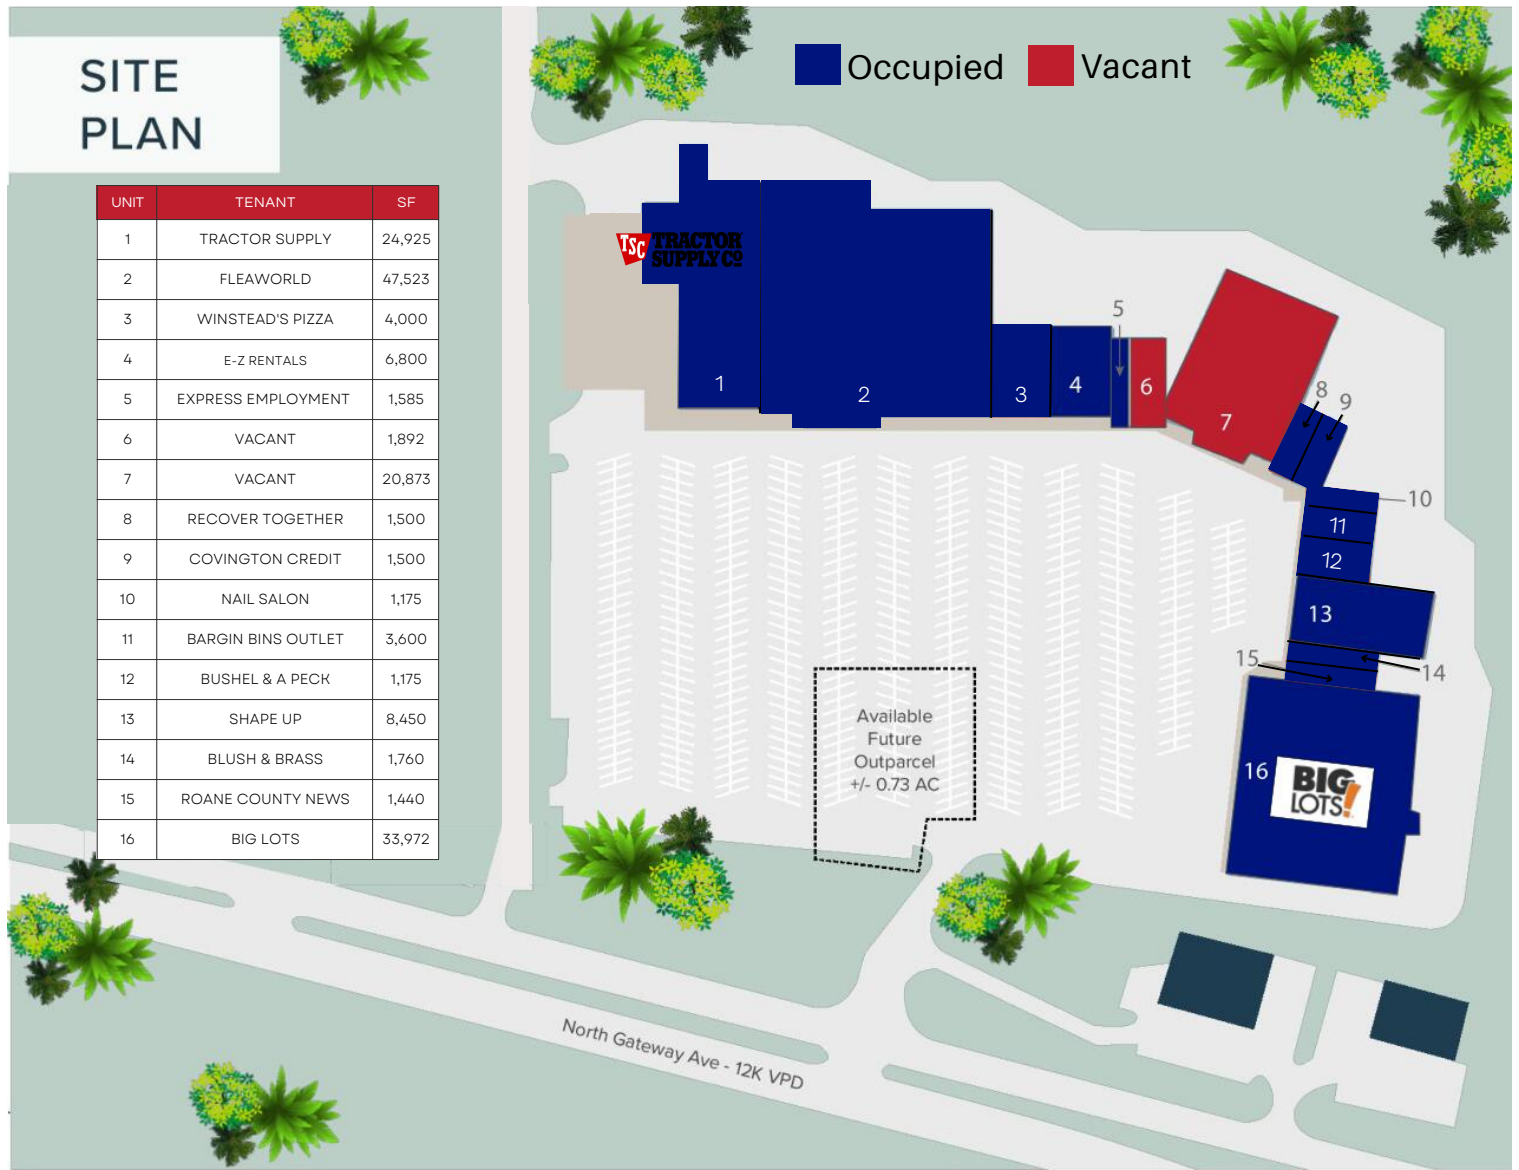 SITE
PLAN
Occupied
Vacant
UNIT TENANT SF
1 TRACTOR SUPPLY 24,925
2 FLEAWORLD 47,523
3 WINSTEAD'S PIZZA 4,000
4 E-Z RENTALS 6,800
5 EXPRESS EMPLOYMENT 1,585
6 VACANT 1,892
7 VACANT 20,873
8 RECOVER TOGETHER 1,500
9 COVINGTON CREDIT 1,500
10 NAIL SALON 1,175
11 BARGIN BINS OUTLET 3,600
12 BUSHEL & A PECK 1,175
13 SHAPE UP 8,450
14 BLUSH & BRASS 1,760
15 ROANE COUNTY NEWS 1,440
16 BIG LOTS 33,972
TSC TRACTOR
SUPPLY CO
1
2
3
4
5
6
7
8
9
10
11
12
13
14
15
16
BIG
LOTS!
Available
Future
Outparcel
+/- 0.73 AC
North Gateway Ave - 12K VPD